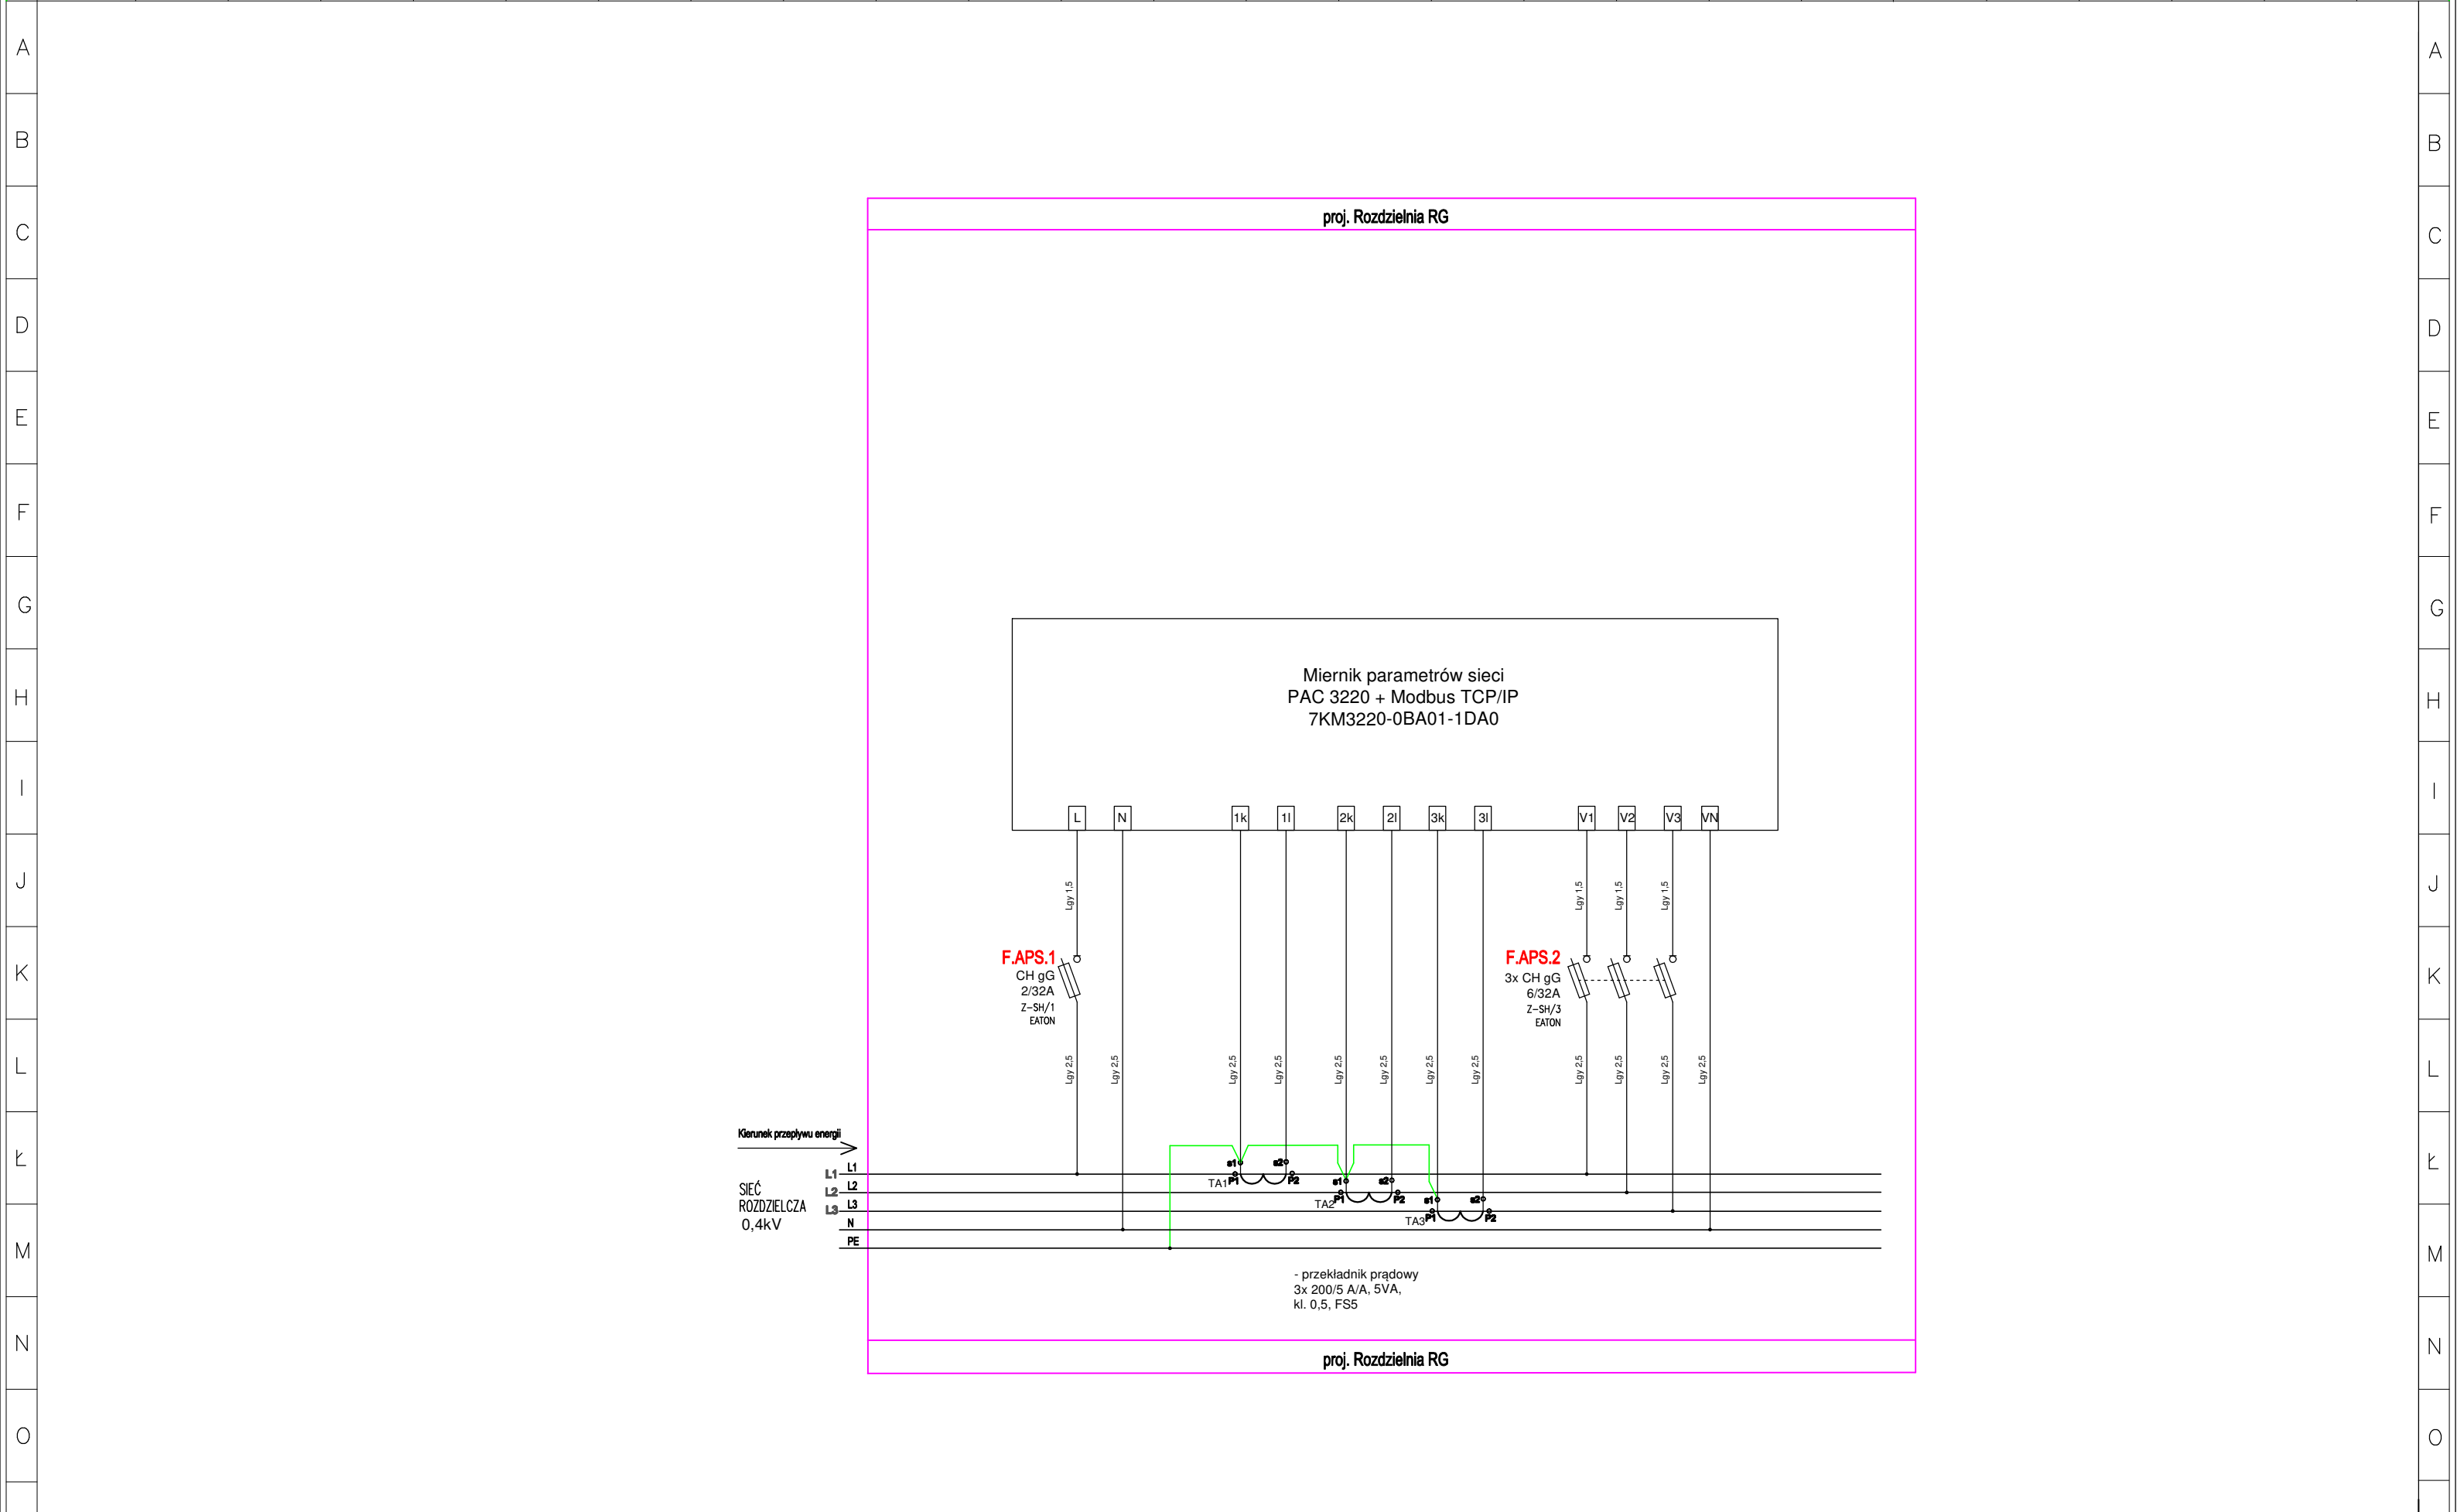 A
A
B
B
C
C
D
D
E
E
F
F
G
G
H
H
I
I
J
J
K
K
L
L
Ł
Ł
M
M
N
N
O
O
proj. Rozdzielnia RG
Miernik parametrów sieci
PAC 3220 + Modbus TCP/IP
7KM3220-0BA01-1DA0
L N 1k 1l 2k 2l 3k 3l V1 V2 V3 VN
Lgy 1,5 Lgy 1,5 Lgy 1,5 Lgy 1,5
F.APS.1
CH gG
2/32A
Z-SH/1
EATON
F.APS.2
3x CH gG
6/32A
Z-SH/3
EATON
Lgy 2,5 Lgy 2,5 Lgy 2,5 Lgy 2,5 Lgy 2,5 Lgy 2,5 Lgy 2,5 Lgy 2,5 Lgy 2,5 Lgy 2,5 Lgy 2,5 Lgy 2,5
Kierunek przepływu energii
SIEĆ
ROZDZIELCZA
0,4kV
L1 L1
L2 L2
L3 L3
N
PE
s1 s2
TA1 P1 P2
s1 s2
TA2 P1 P2
s1 s2
TA3 P1 P2
- przekładnik prądowy
3x 200/5 A/A, 5VA,
kl. 0,5, FS5
proj. Rozdzielnia RG